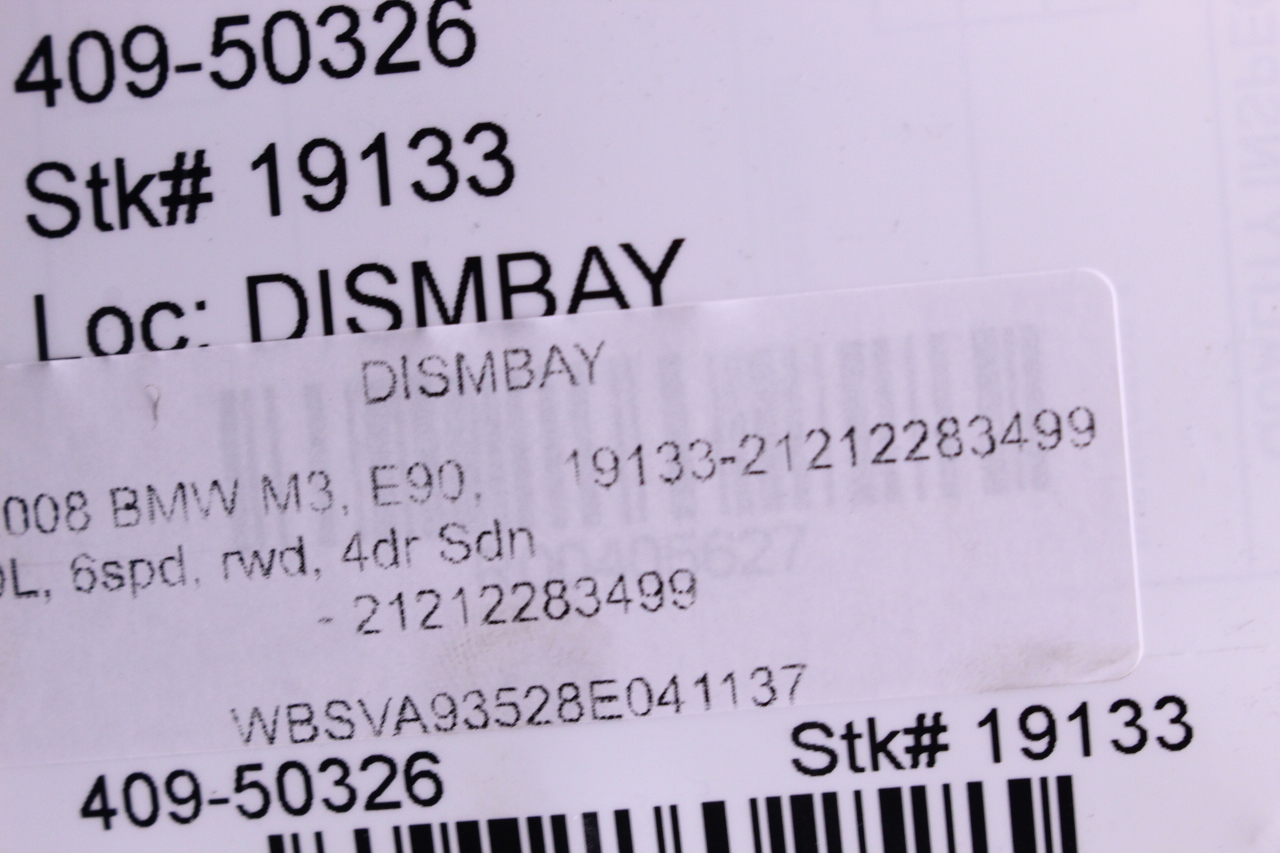 409-50326
Stk# 19133
Loc: DISMBAY
DISMBAY
008 BMW M3, E90, 19133-21212283499
L, 6spd, rwd, 4dr Sdn
- 21212283499
WBSVA93528E041137
409-50326 Stk# 19133